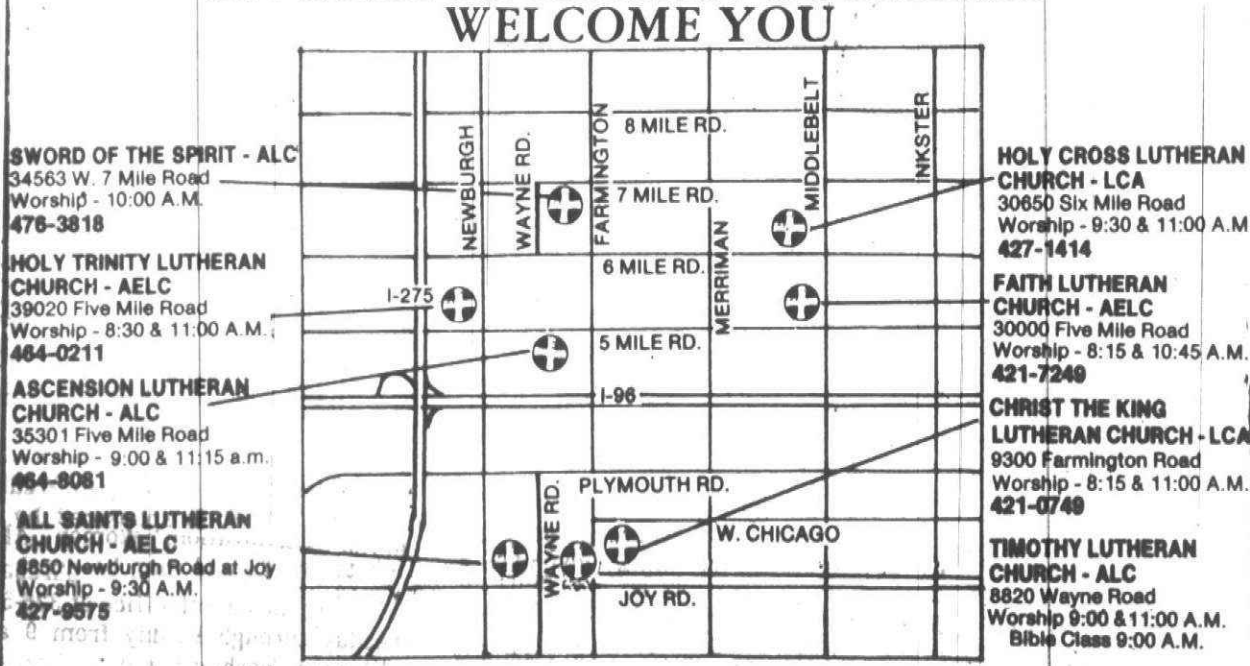 WELCOME YOU
SWORD OF THE SPIRIT - ALC
34563 W. 7 Mile Road
Worship - 10:00 A.M.
476-3818
HOLY TRINITY LUTHERAN
CHURCH - AELC
39020 Five Mile Road
Worship - 8:30 & 11:00 A.M.
464-0211
ASCENSION LUTHERAN
CHURCH - ALC
35301 Five Mile Road
Worship - 9:00 & 11:15 a.m.
464-8081
ALL SAINTS LUTHERAN
CHURCH - AELC
8850 Newburgh Road at Joy
Worship - 9:30 A.M.
427-9575
NEWBURGH
WAYNE RD.
FARMINGTON
MERRIMAN
MIDDLEBELT
INKSTER
8 MILE RD.
7 MILE RD.
6 MILE RD.
I-275
5 MILE RD.
I-96
PLYMOUTH RD.
WAYNE RD.
W. CHICAGO
JOY RD.
HOLY CROSS LUTHERAN
CHURCH - LCA
30650 Six Mile Road
Worship - 9:30 & 11:00 A.M
427-1414
FAITH LUTHERAN
CHURCH - AELC
30000 Five Mile Road
Worship - 8:15 & 10:45 A.M.
421-7249
CHRIST THE KING
LUTHERAN CHURCH - LCA
9300 Farmington Road
Worship - 8:15 & 11:00 A.M.
421-0749
TIMOTHY LUTHERAN
CHURCH - ALC
8820 Wayne Road
Worship 9:00 & 11:00 A.M.
Bible Class 9:00 A.M.